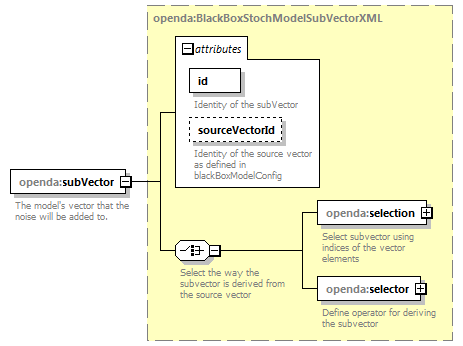 openda:BlackBoxStochModelSubVectorXML
attributes
id
Identity of the subVector
sourceVectorId
Identity of the source vector
as defined in
blackBoxModelConfig
openda:subVector
The model's vector that the
noise will be added to.
openda:selection
Select subvector using
indices of the vector
elements
Select the way the
subvector is derived from
the source vector
openda:selector
Define operator for deriving
the subvector